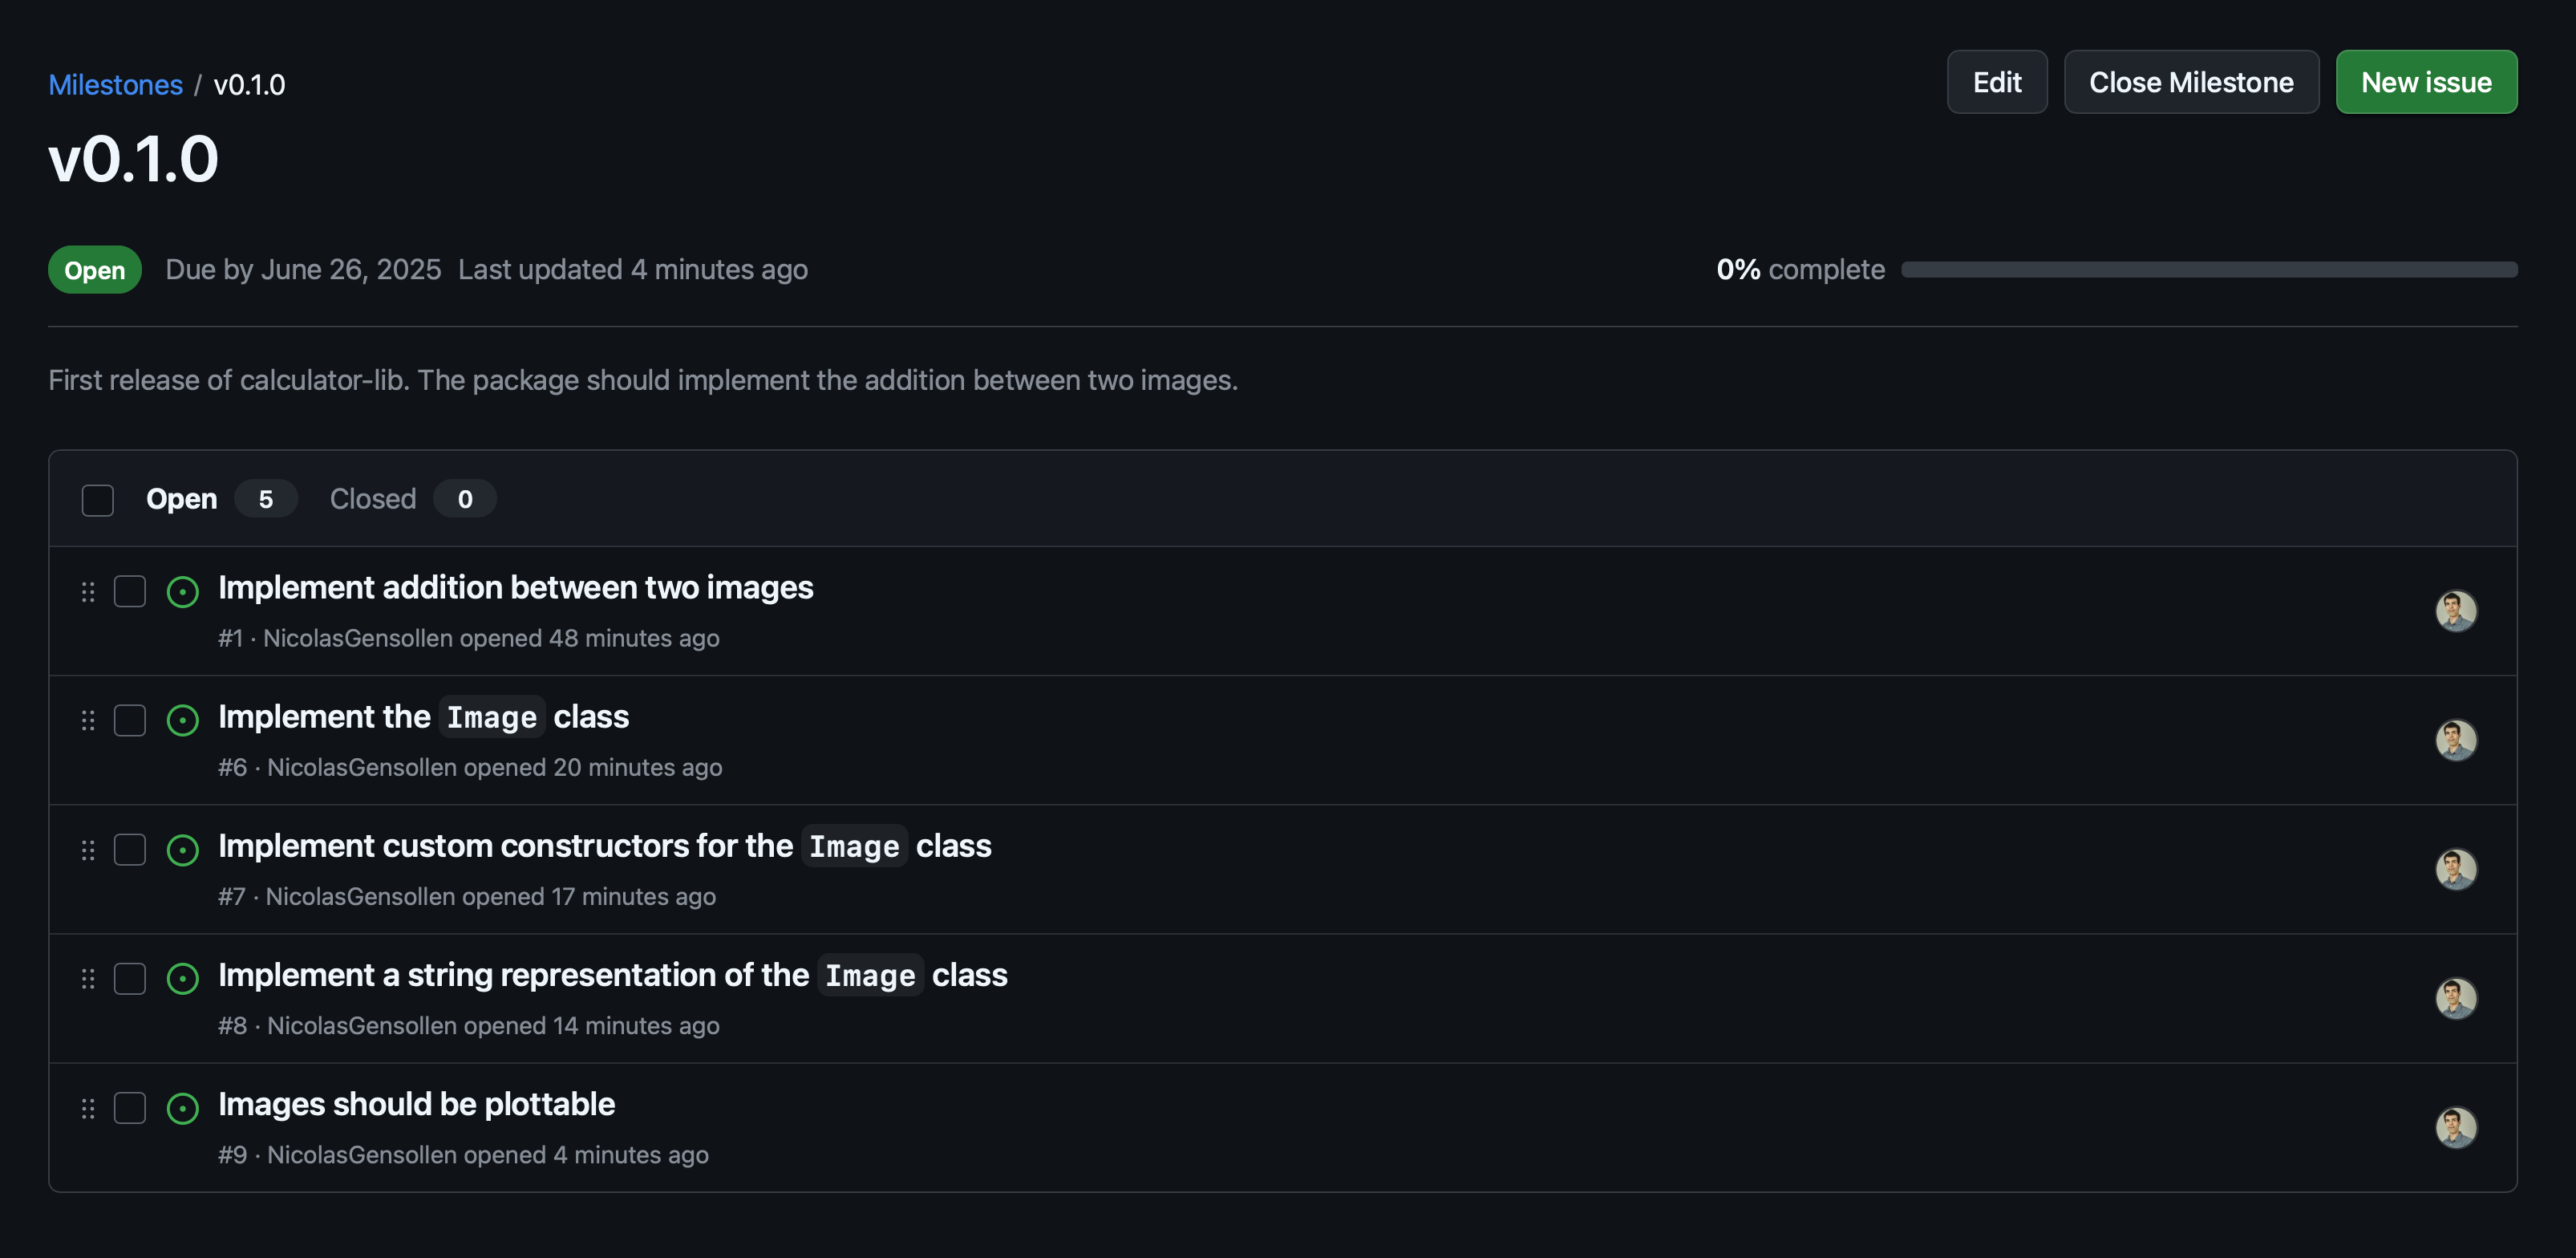 Milestones / v0.1.0
Edit
Close Milestone
New issue
v0.1.0
Open Due by June 26, 2025 Last updated 4 minutes ago
0% complete
First release of calculator-lib. The package should implement the addition between two images.
Open 5 Closed 0
Implement addition between two images
#1 · NicolasGensollen opened 48 minutes ago
Implement the Image class
#6 · NicolasGensollen opened 20 minutes ago
Implement custom constructors for the Image class
#7 · NicolasGensollen opened 17 minutes ago
Implement a string representation of the Image class
#8 · NicolasGensollen opened 14 minutes ago
Images should be plottable
#9 · NicolasGensollen opened 4 minutes ago